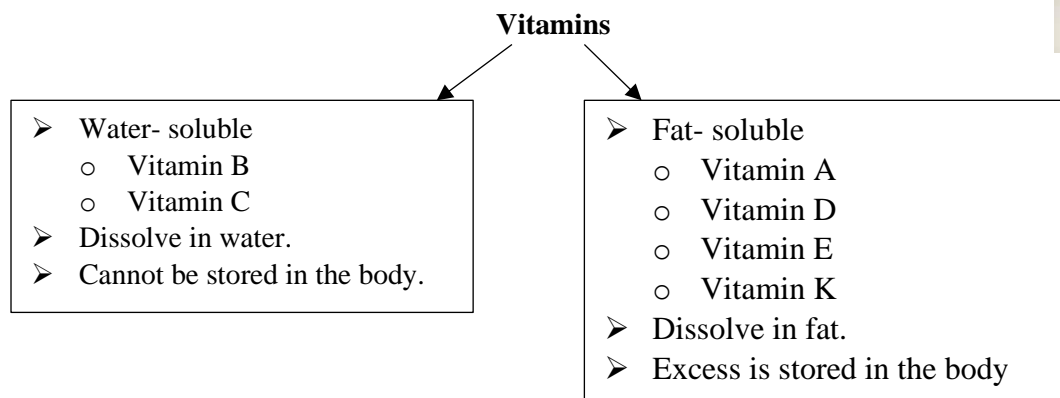 Vitamins
➢ Water- soluble
o Vitamin B
o Vitamin C
➢ Dissolve in water.
➢ Cannot be stored in the body.
➢ Fat- soluble
o Vitamin A
o Vitamin D
o Vitamin E
o Vitamin K
➢ Dissolve in fat.
➢ Excess is stored in the body